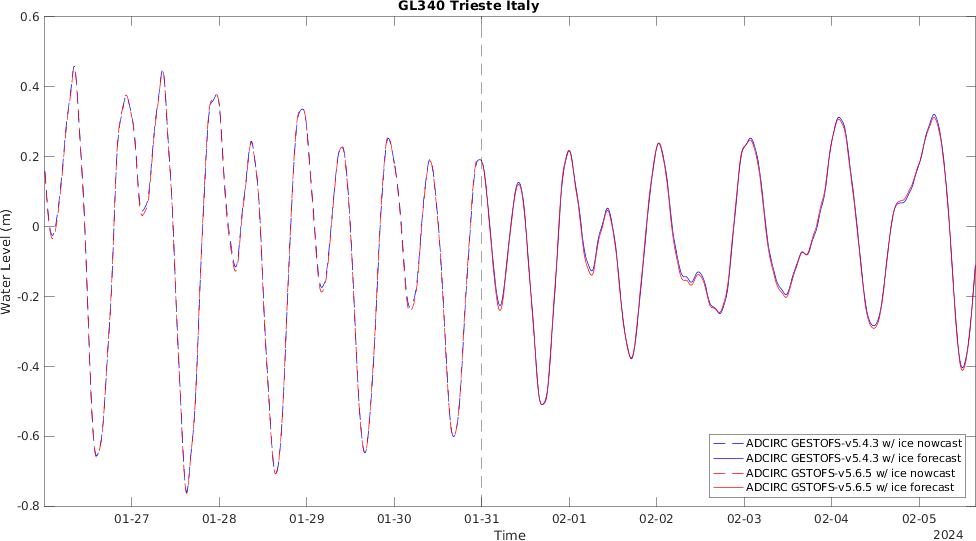 GL340 Trieste Italy
0.6
0.4
0.2
0
-0.2
-0.4
-0.6
-0.8
Water Level (m)
ADCIRC GESTOFS-v5.4.3 w/ ice nowcast
ADCIRC GESTOFS-v5.4.3 w/ ice forecast
ADCIRC GSTOFS-v5.6.5 w/ ice nowcast
ADCIRC GSTOFS-v5.6.5 w/ ice forecast
01-27 01-28 01-29 01-30 01-31 02-01 02-02 02-03 02-04 02-05
Time
2024